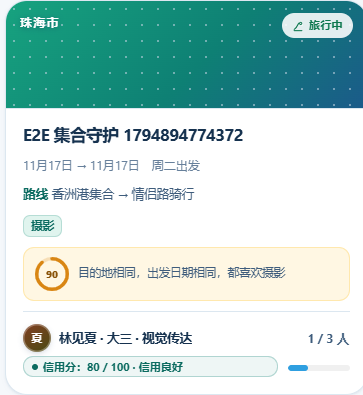 珠海市
旅行中
E2E 集合守护 1794894774372
11月17日 → 11月17日 周二出发
路线 香洲港集合 → 情侣路骑行
摄影
90 目的地相同，出发日期相同，都喜欢摄影
夏 林见夏 · 大三 · 视觉传达 1 / 3 人
信用分：80 / 100 · 信用良好